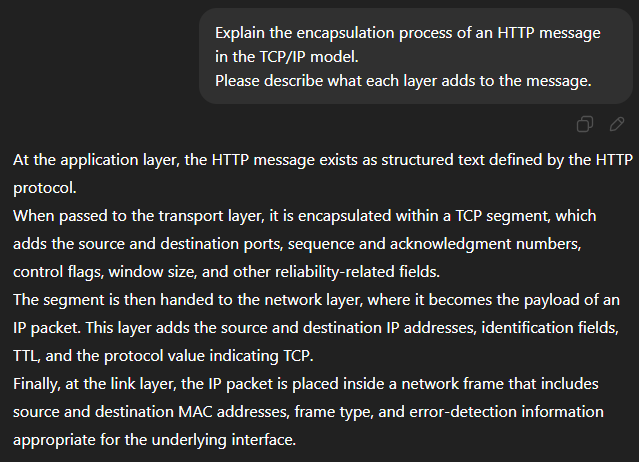 Explain the encapsulation process of an HTTP message
in the TCP/IP model.
Please describe what each layer adds to the message.
At the application layer, the HTTP message exists as structured text defined by the HTTP
protocol.
When passed to the transport layer, it is encapsulated within a TCP segment, which
adds the source and destination ports, sequence and acknowledgment numbers,
control flags, window size, and other reliability-related fields.
The segment is then handed to the network layer, where it becomes the payload of an
IP packet. This layer adds the source and destination IP addresses, identification fields,
TTL, and the protocol value indicating TCP.
Finally, at the link layer, the IP packet is placed inside a network frame that includes
source and destination MAC addresses, frame type, and error-detection information
appropriate for the underlying interface.